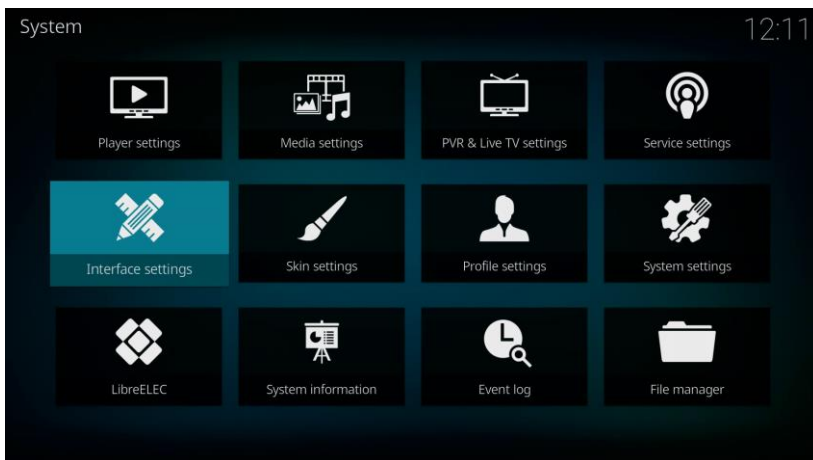 System
12:11
Player settings
Media settings
PVR & Live TV settings
Service settings
Interface settings
Skin settings
Profile settings
System settings
LibreELEC
System information
Event log
File manager